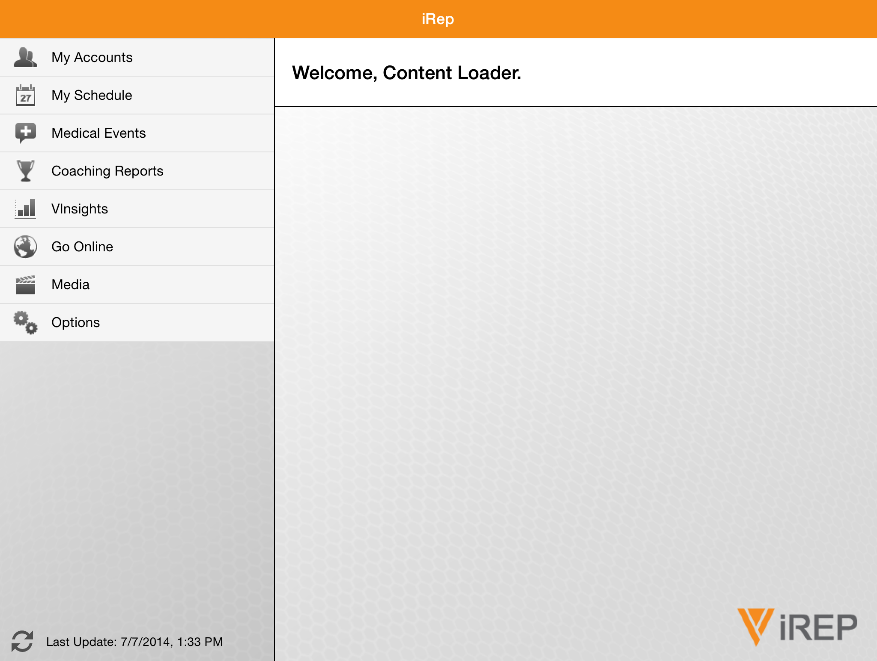 iRep
My Accounts
27
My Schedule
Medical Events
Coaching Reports
VInsights
Go Online
Media
Options
Last Update: 7/7/2014, 1:33 PM
Welcome, Content Loader.
iREP